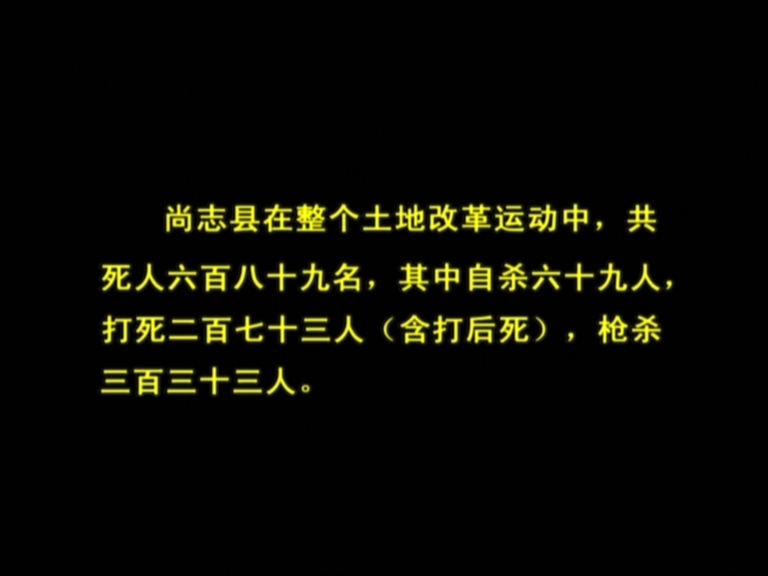 尚志县在整个土地改革运动中，共
死人六百八十九名，其中自杀六十九人，
打死二百七十三人（含打后死），枪杀
三百三十三人。